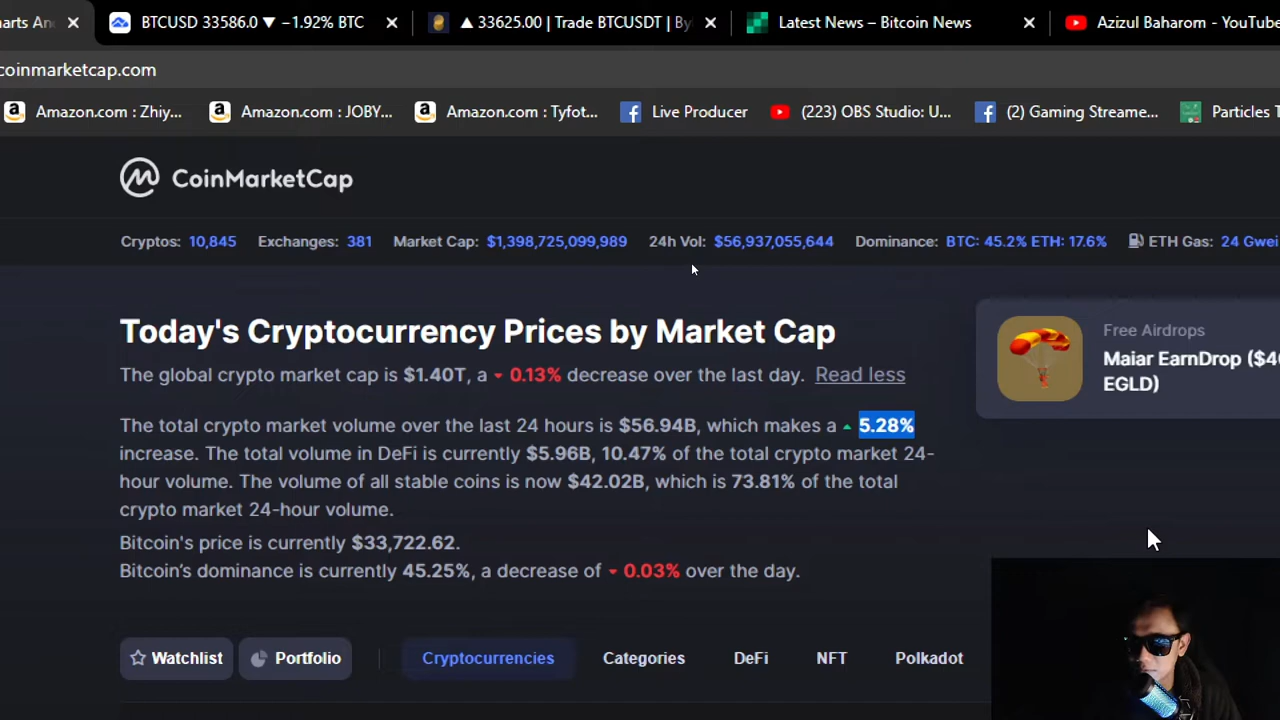 arts An
BTCUSD 33586.0 ▼ −1.92% BTC
▲ 33625.00 | Trade BTCUSDT | By
Latest News – Bitcoin News
Azizul Baharom - YouTube
coinmarketcap.com
Amazon.com : Zhiy...
Amazon.com : JOBY...
Amazon.com : Tyfot...
Live Producer
(223) OBS Studio: U...
(2) Gaming Streame...
Particles T
CoinMarketCap
Cryptos: 10,845 Exchanges: 381 Market Cap: $1,398,725,099,989 24h Vol: $56,937,055,644 Dominance: BTC: 45.2% ETH: 17.6% ETH Gas: 24 Gwei
Today's Cryptocurrency Prices by Market Cap
The global crypto market cap is $1.40T, a ▼ 0.13% decrease over the last day. Read less
The total crypto market volume over the last 24 hours is $56.94B, which makes a ▲ 5.28%
increase. The total volume in DeFi is currently $5.96B, 10.47% of the total crypto market 24-
hour volume. The volume of all stable coins is now $42.02B, which is 73.81% of the total
crypto market 24-hour volume.
Bitcoin's price is currently $33,722.62.
Bitcoin’s dominance is currently 45.25%, a decrease of ▼ 0.03% over the day.
Free Airdrops
Maiar EarnDrop ($40
EGLD)
Watchlist
Portfolio
Cryptocurrencies
Categories
DeFi
NFT
Polkadot